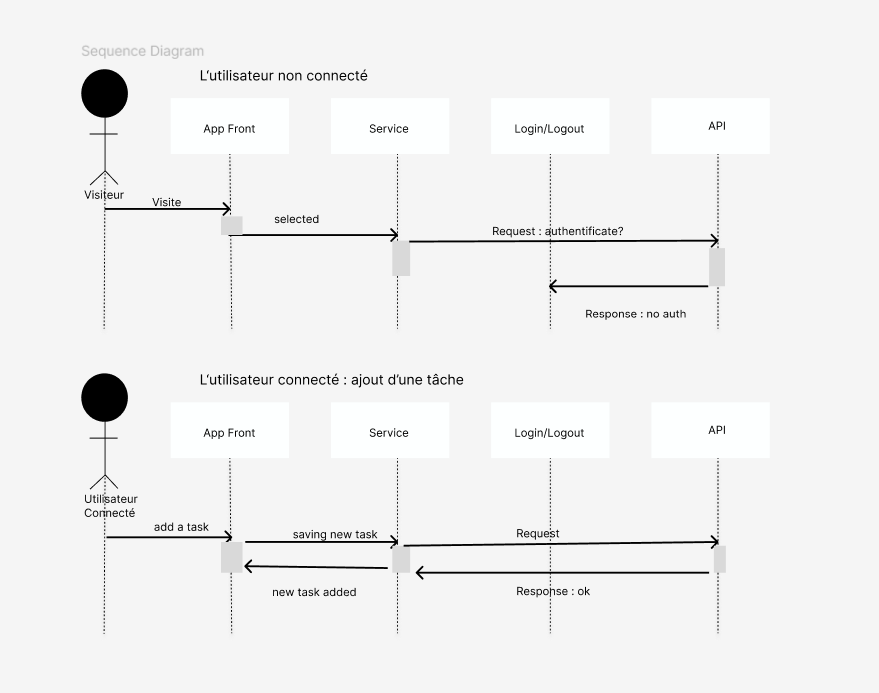 Sequence Diagram
L'utilisateur non connecté
App Front
Service
Login/Logout
API
Visiteur
Visite
selected
Request : authentificate?
Response : no auth
L'utilisateur connecté : ajout d'une tâche
App Front
Service
Login/Logout
API
Utilisateur
Connecté
add a task
saving new task
Request
new task added
Response : ok